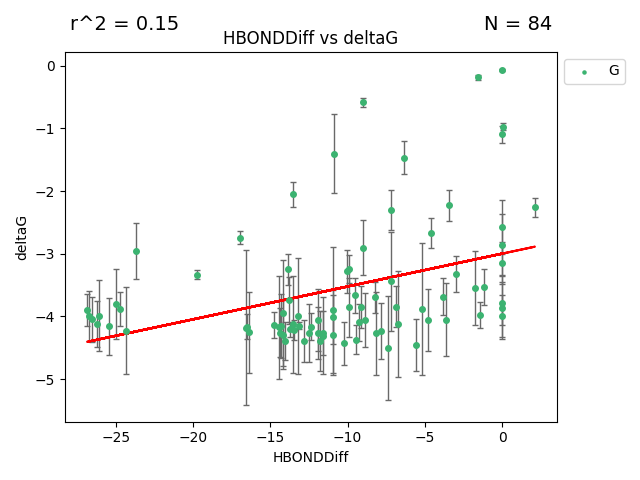 r^2 = 0.15
N = 84
HBONDDiff vs deltaG
G
deltaG
0
−1
−2
−3
−4
−5
−25
−20
−15
−10
−5
0
HBONDDiff